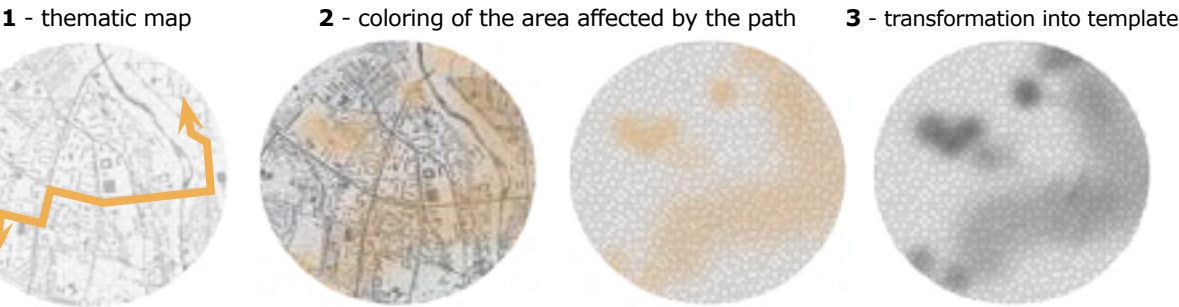 1 - thematic map
2 - coloring of the area affected by the path
3 - transformation into template